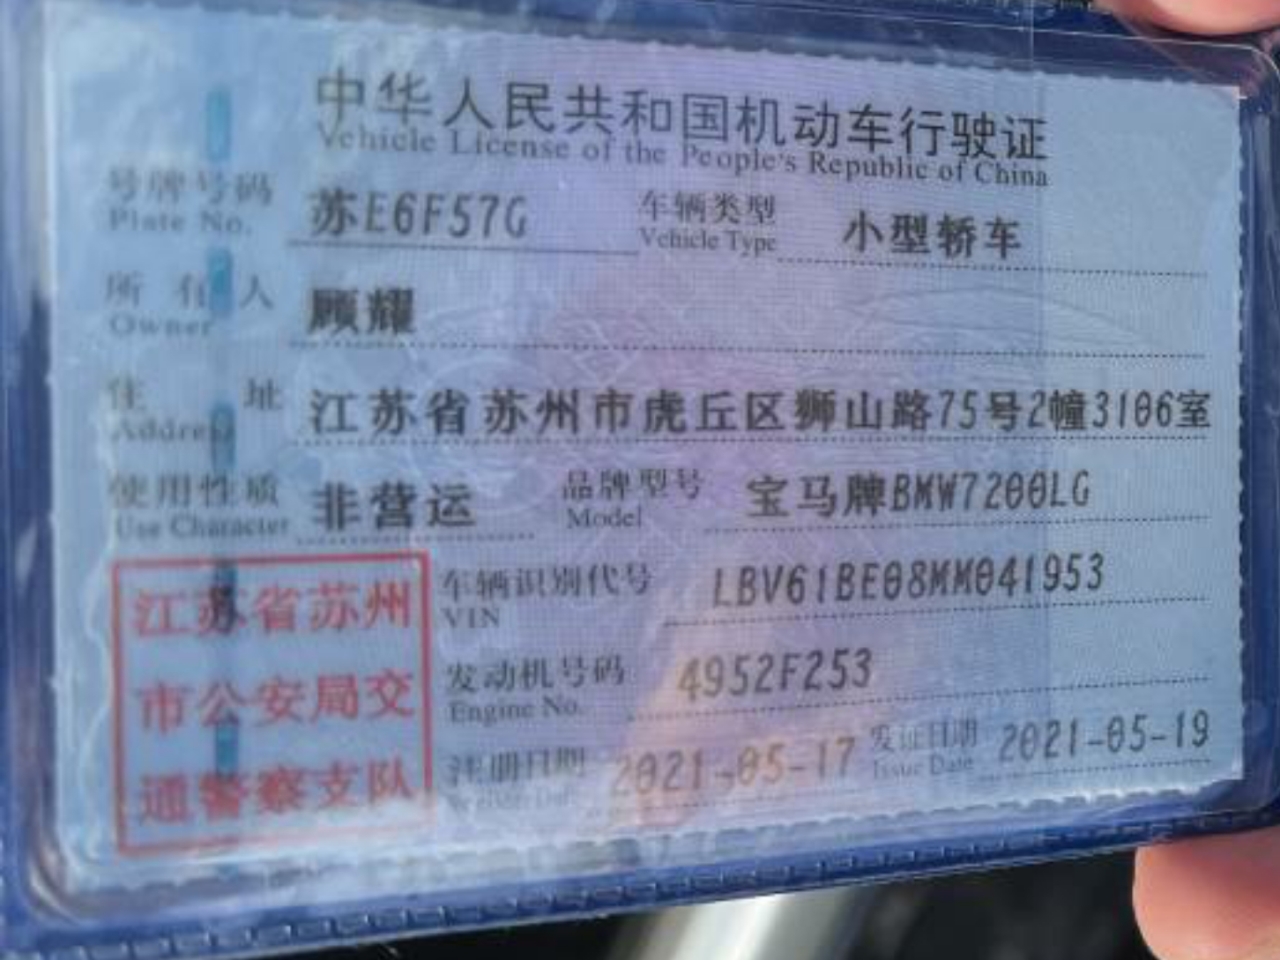 中华人民共和国机动车行驶证
Vehicle License of the People's Republic of China
号牌号码 苏E6F57G 车辆类型 小型轿车
Plate No. Vehicle Type
所有人 顾耀
Owner
住址 江苏省苏州市虎丘区狮山路75号2幢3106室
Address
使用性质 非营运 品牌型号 宝马牌BMW7200LG
Use Character Model
江苏省苏州
市公安局交
通警察支队
车辆识别代号 LBV61BE08MM041953
VIN
发动机号码 4952F253
Engine No.
注册日期 2021-05-17 发证日期 2021-05-19
Register Date Issue Date